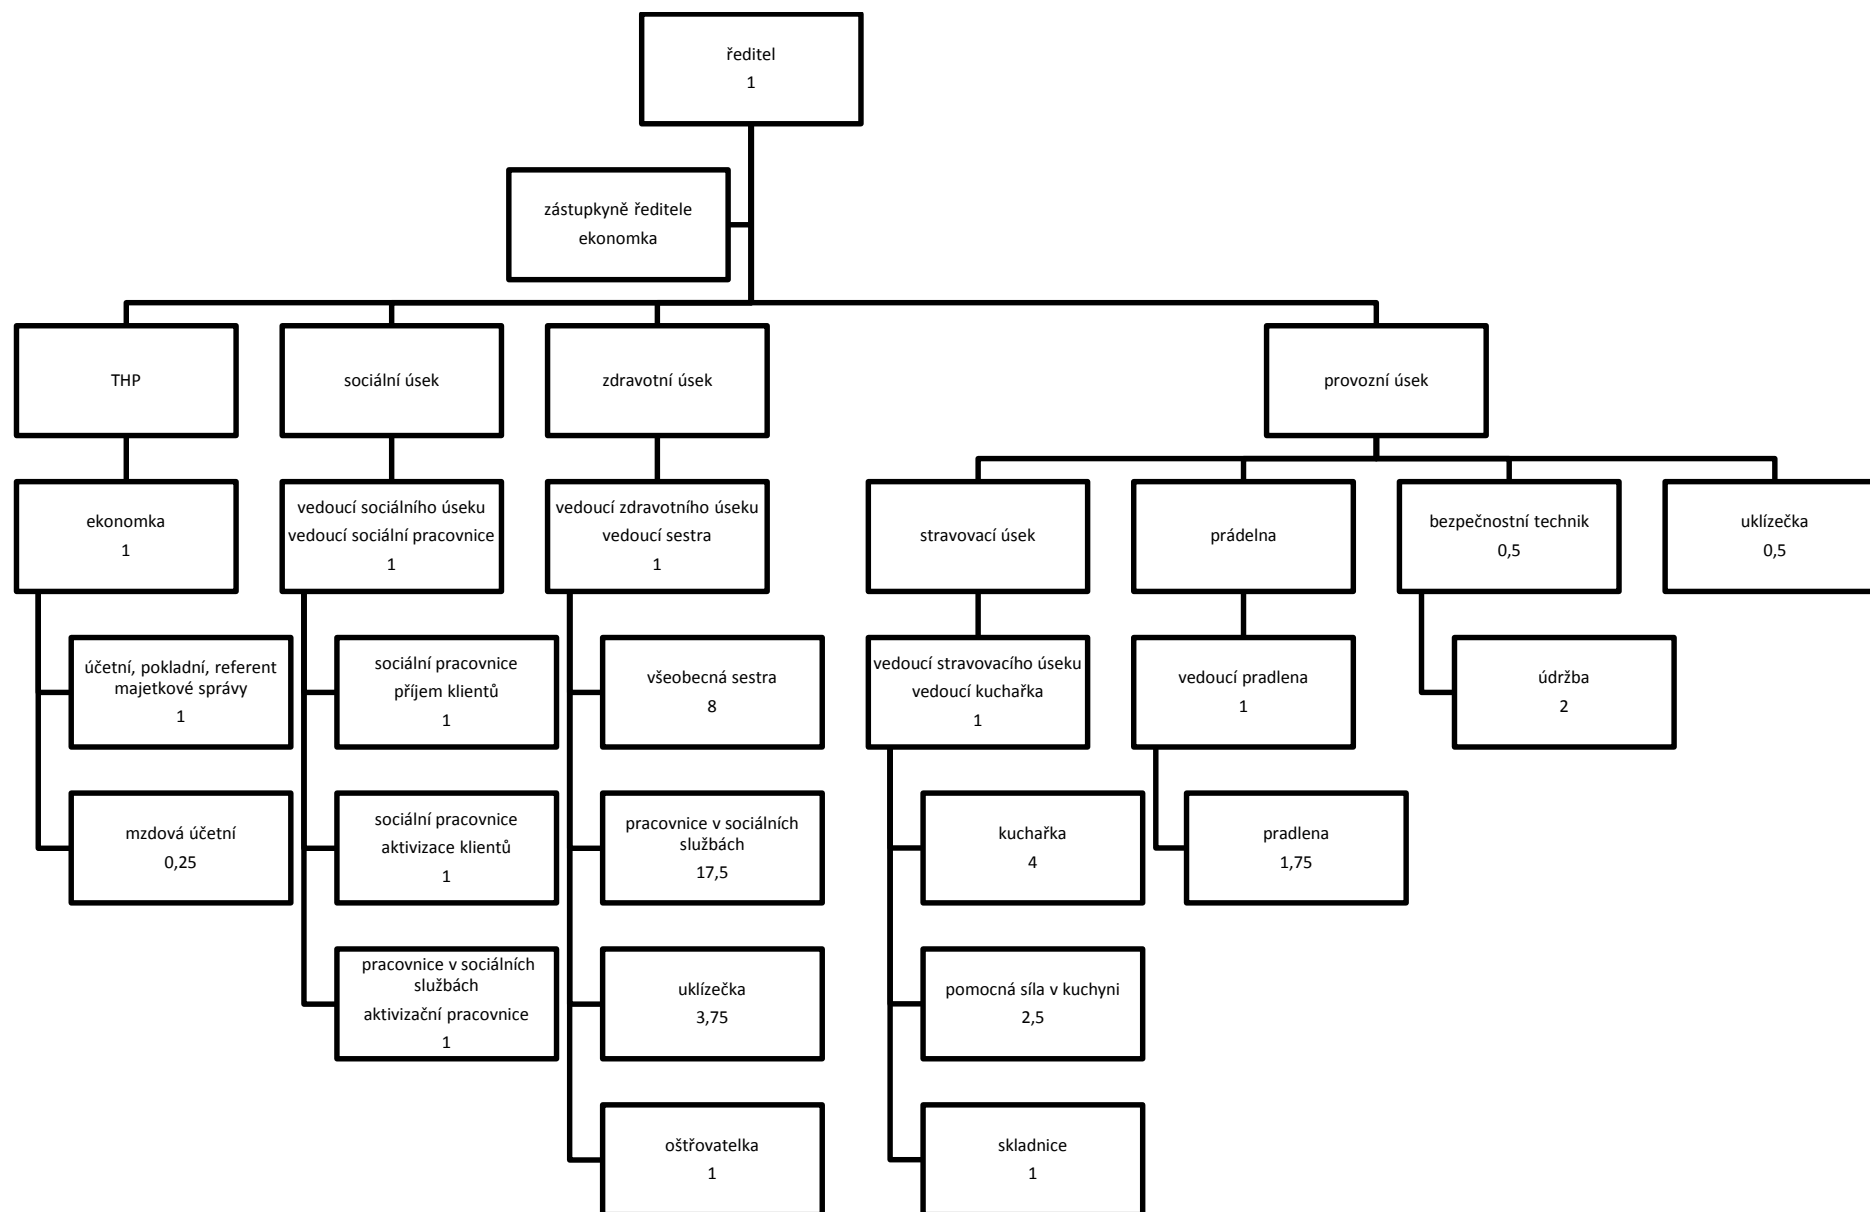 ředitel
1
zástupkyně ředitele
ekonomka
THP
sociální úsek
zdravotní úsek
provozní úsek
ekonomka
1
vedoucí sociálního úseku
vedoucí sociální pracovnice
1
vedoucí zdravotního úseku
vedoucí sestra
1
stravovací úsek
prádelna
bezpečnostní technik
0,5
uklízečka
0,5
účetní, pokladní, referent
majetkové správy
1
sociální pracovnice
příjem klientů
1
všeobecná sestra
8
vedoucí stravovacího úseku
vedoucí kuchařka
1
vedoucí pradlena
1
údržba
2
mzdová účetní
0,25
sociální pracovnice
aktivizace klientů
1
pracovnice v sociálních
službách
17,5
kuchařka
4
pradlena
1,75
pracovnice v sociálních
službách
aktivizační pracovnice
1
uklízečka
3,75
pomocná síla v kuchyni
2,5
oštřovatelka
1
skladnice
1